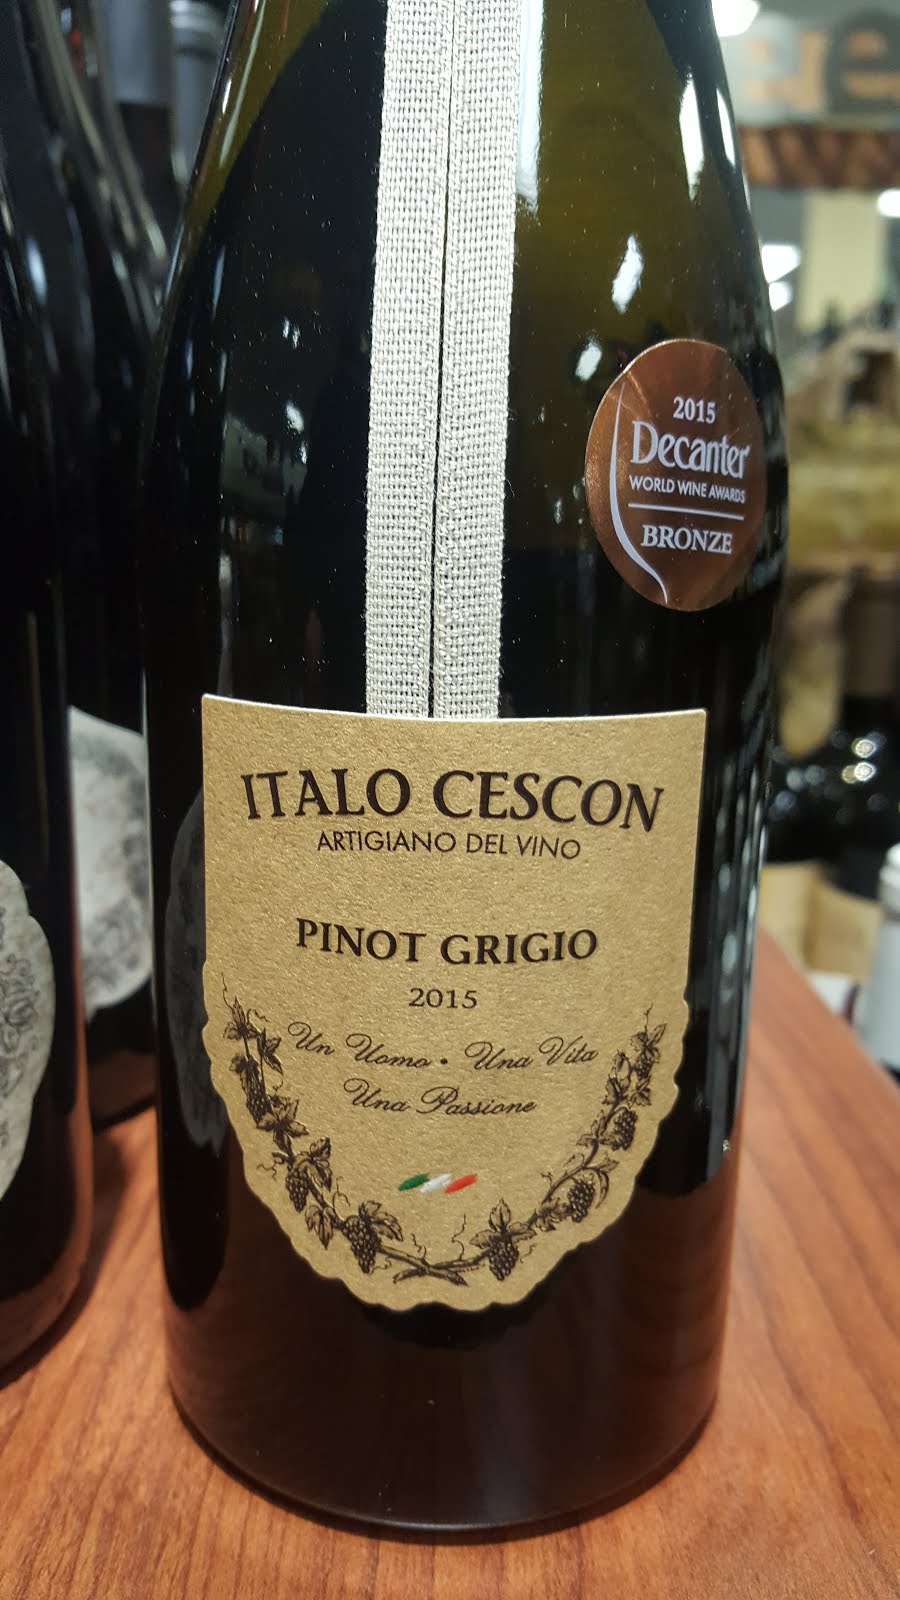 2015
Decanter
WORLD WINE AWARDS
BRONZE
ITALO CESCON
ARTIGIANO DEL VINO
PINOT GRIGIO
2015
Un Uomo • Una Vita
Una Passione